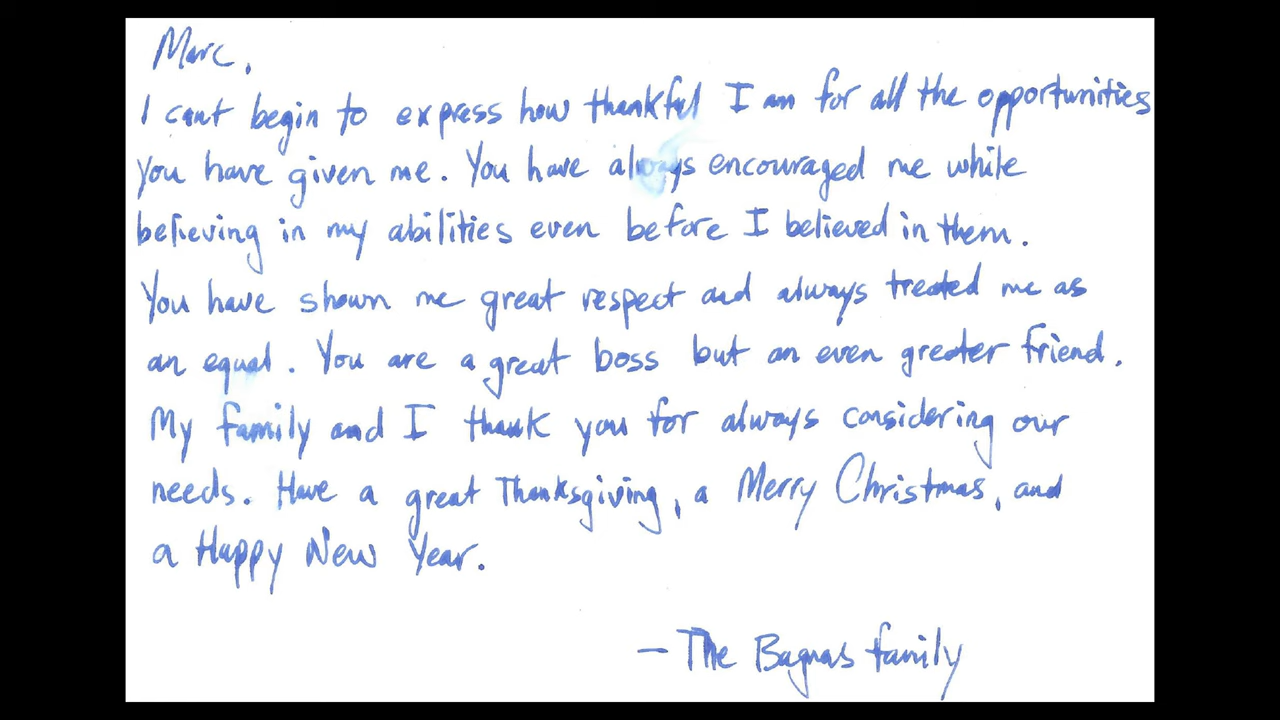 Marc,
I cant begin to express how thankful I am for all the opportunities
you have given me. You have always encouraged me while
believing in my abilities even before I believed in them.
You have shown me great respect and always treated me as
an equal. You are a great boss but an even greater friend.
My family and I thank you for always considering our
needs. Have a great Thanksgiving, a Merry Christmas, and
a Happy New Year.
— The Bagnas family